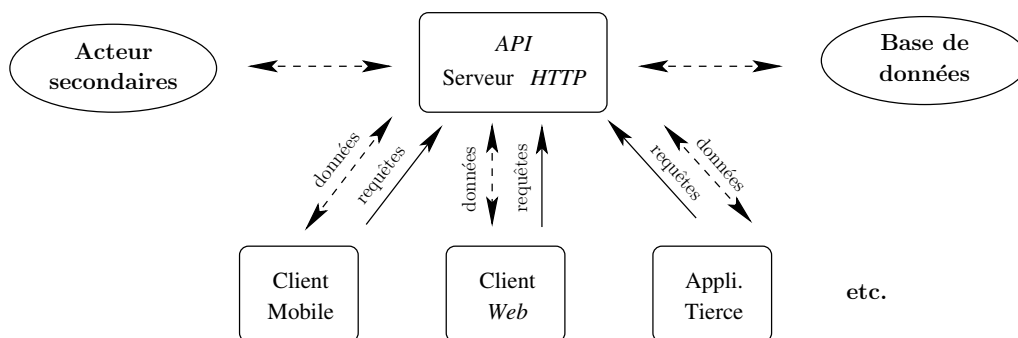 Acteur
secondaires
API
Serveur HTTP
Base de
données
données
requêtes
données
requêtes
requêtes
données
Client
Mobile
Client
Web
Appli.
Tierce
etc.